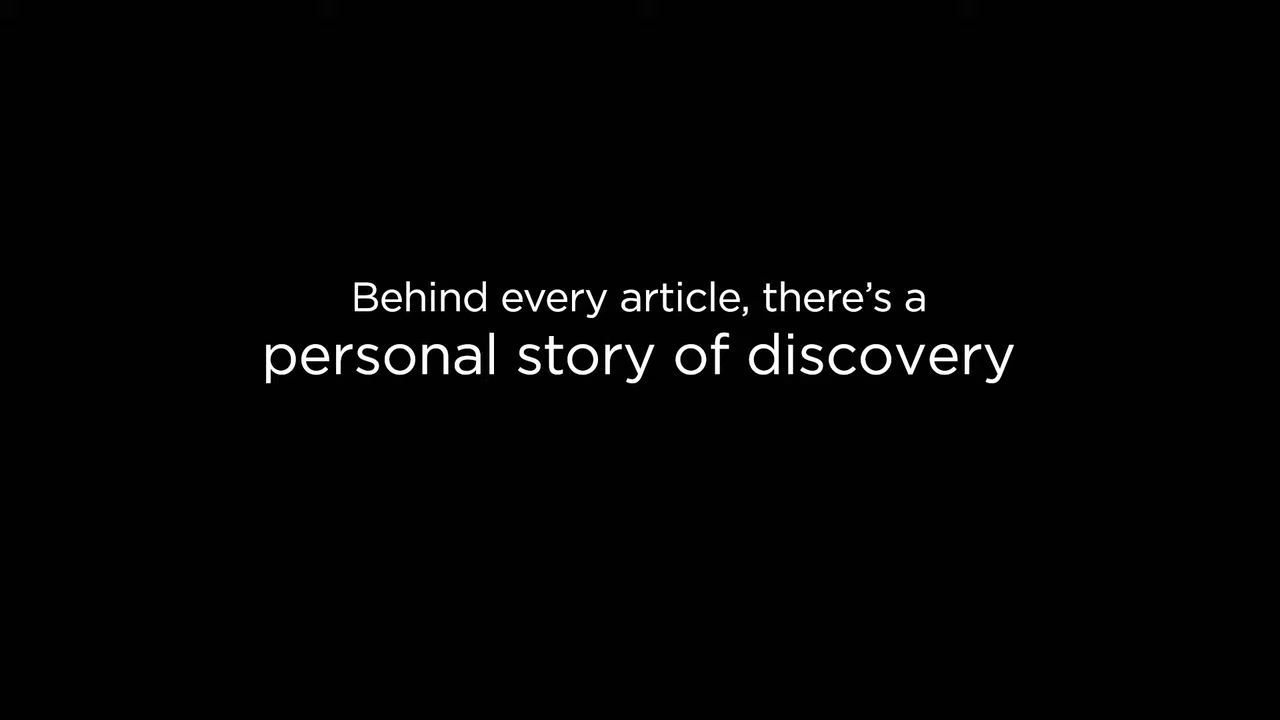 Behind every article, there’s a
personal story of discovery